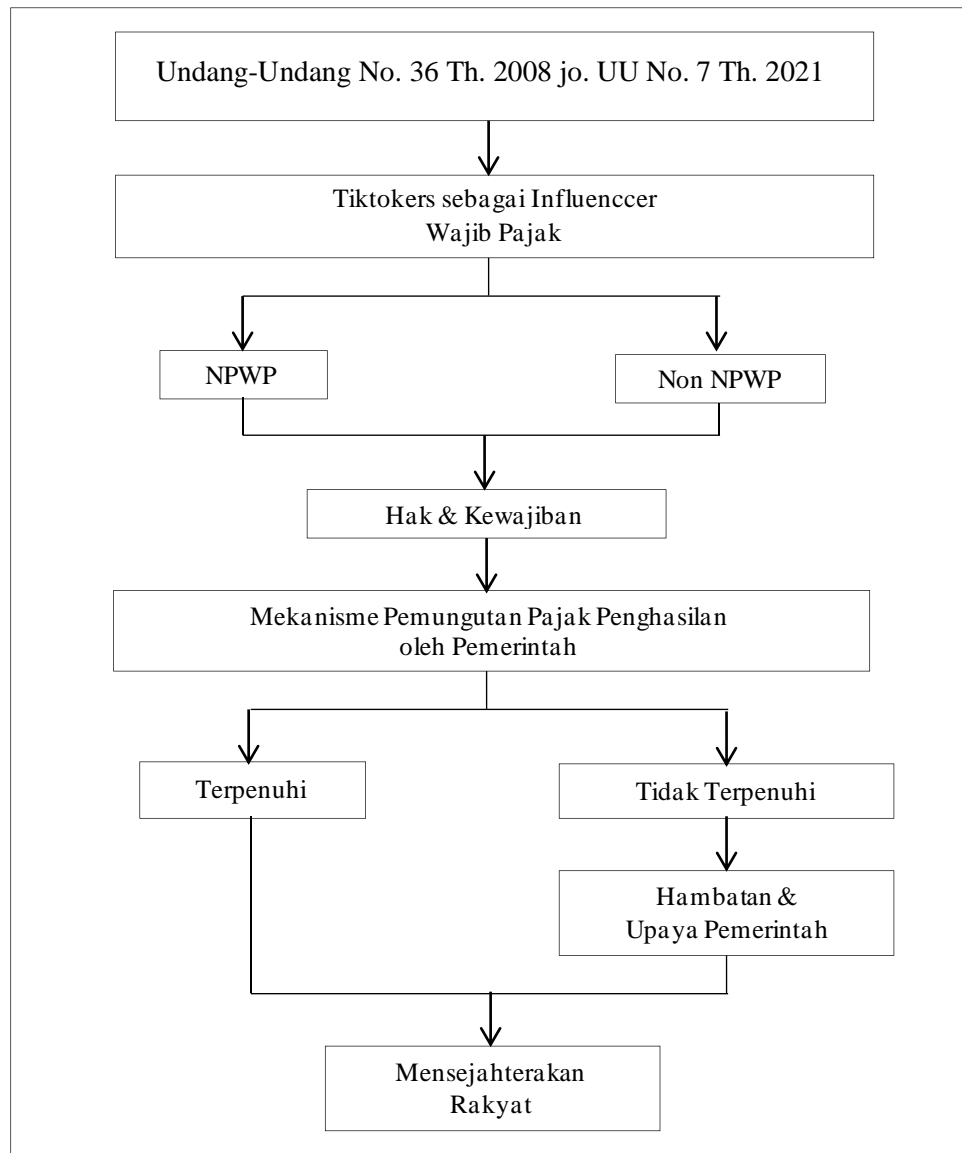 Undang-Undang No. 36 Th. 2008 jo. UU No. 7 Th. 2021
Tiktokers sebagai Influenccer
Wajib Pajak
NPWP
Non NPWP
Hak & Kewajiban
Mekanisme Pemungutan Pajak Penghasilan
oleh Pemerintah
Terpenuhi
Tidak Terpenuhi
Hambatan &
Upaya Pemerintah
Mensejahterakan
Rakyat